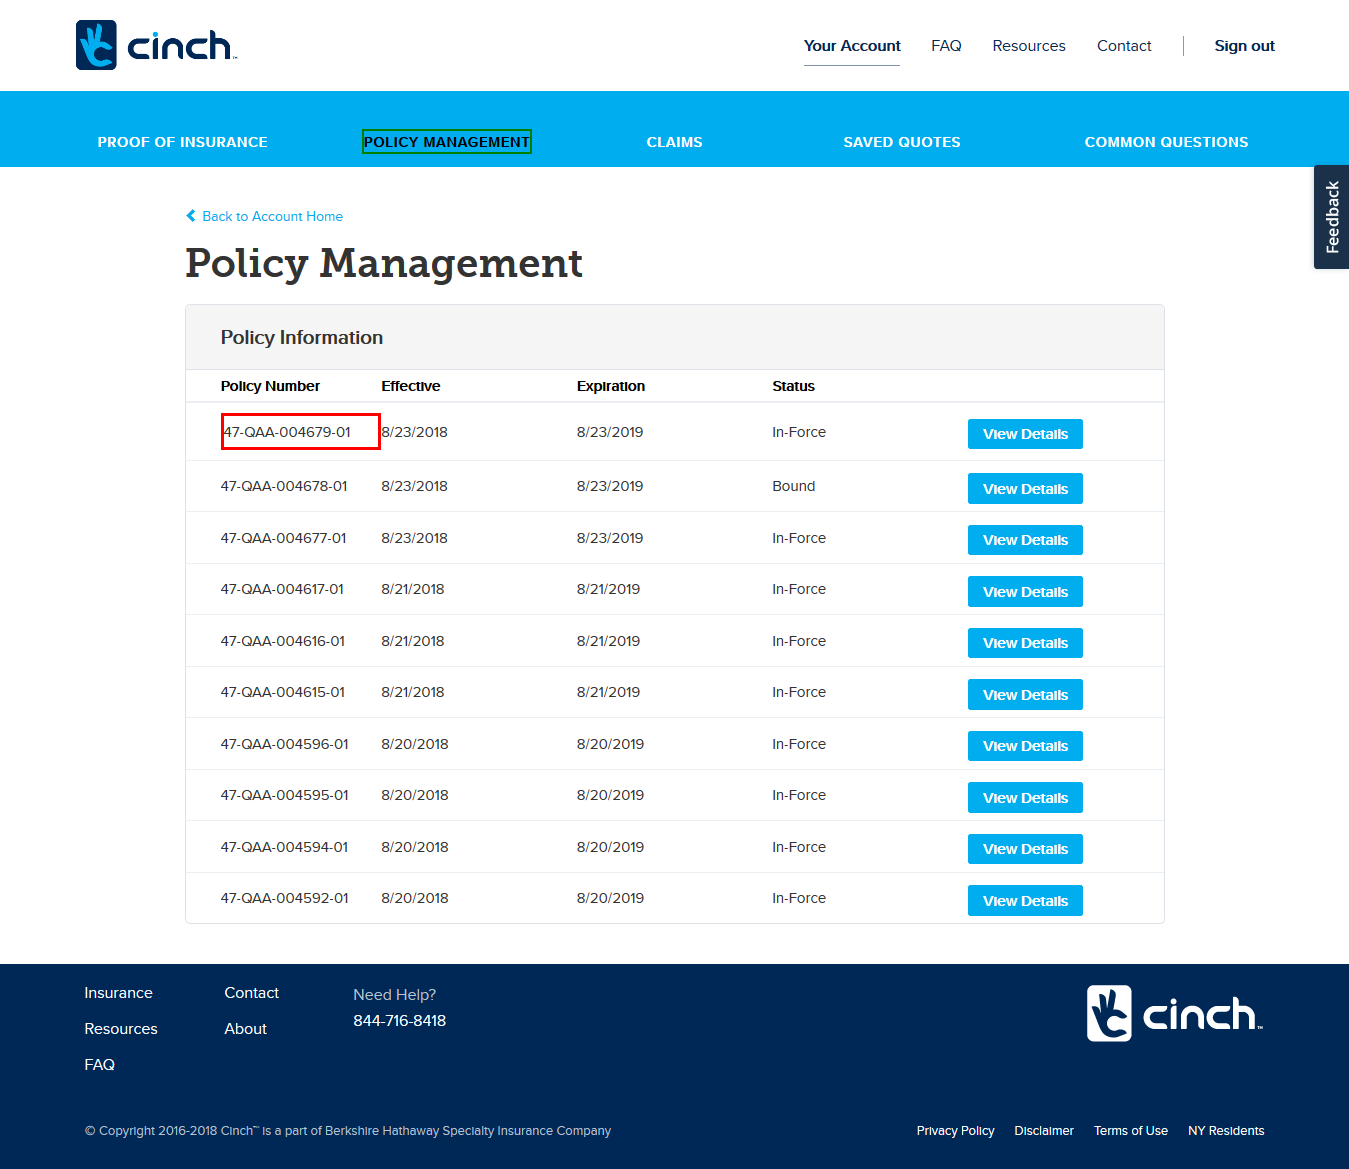 cinch™
Your Account FAQ Resources Contact Sign out
PROOF OF INSURANCE POLICY MANAGEMENT CLAIMS SAVED QUOTES COMMON QUESTIONS
Feedback
Back to Account Home
Policy Management
Policy Information
Policy Number Effective Expiration Status
47-QAA-004679-01 8/23/2018 8/23/2019 In-Force View Details
47-QAA-004678-01 8/23/2018 8/23/2019 Bound View Details
47-QAA-004677-01 8/23/2018 8/23/2019 In-Force View Details
47-QAA-004617-01 8/21/2018 8/21/2019 In-Force View Details
47-QAA-004616-01 8/21/2018 8/21/2019 In-Force View Details
47-QAA-004615-01 8/21/2018 8/21/2019 In-Force View Details
47-QAA-004596-01 8/20/2018 8/20/2019 In-Force View Details
47-QAA-004595-01 8/20/2018 8/20/2019 In-Force View Details
47-QAA-004594-01 8/20/2018 8/20/2019 In-Force View Details
47-QAA-004592-01 8/20/2018 8/20/2019 In-Force View Details
Insurance Contact Need Help?
Resources About 844-716-8418
FAQ
cinch™
© Copyright 2016-2018 Cinch™ is a part of Berkshire Hathaway Specialty Insurance Company
Privacy Policy Disclaimer Terms of Use NY Residents